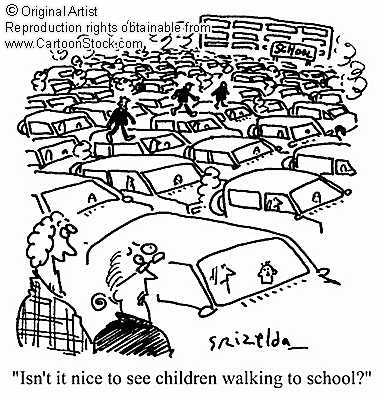 © Original Artist
Reproduction rights obtainable from
www.CartoonStock.com
SCHOOL
Grizelda
"Isn't it nice to see children walking to school?"